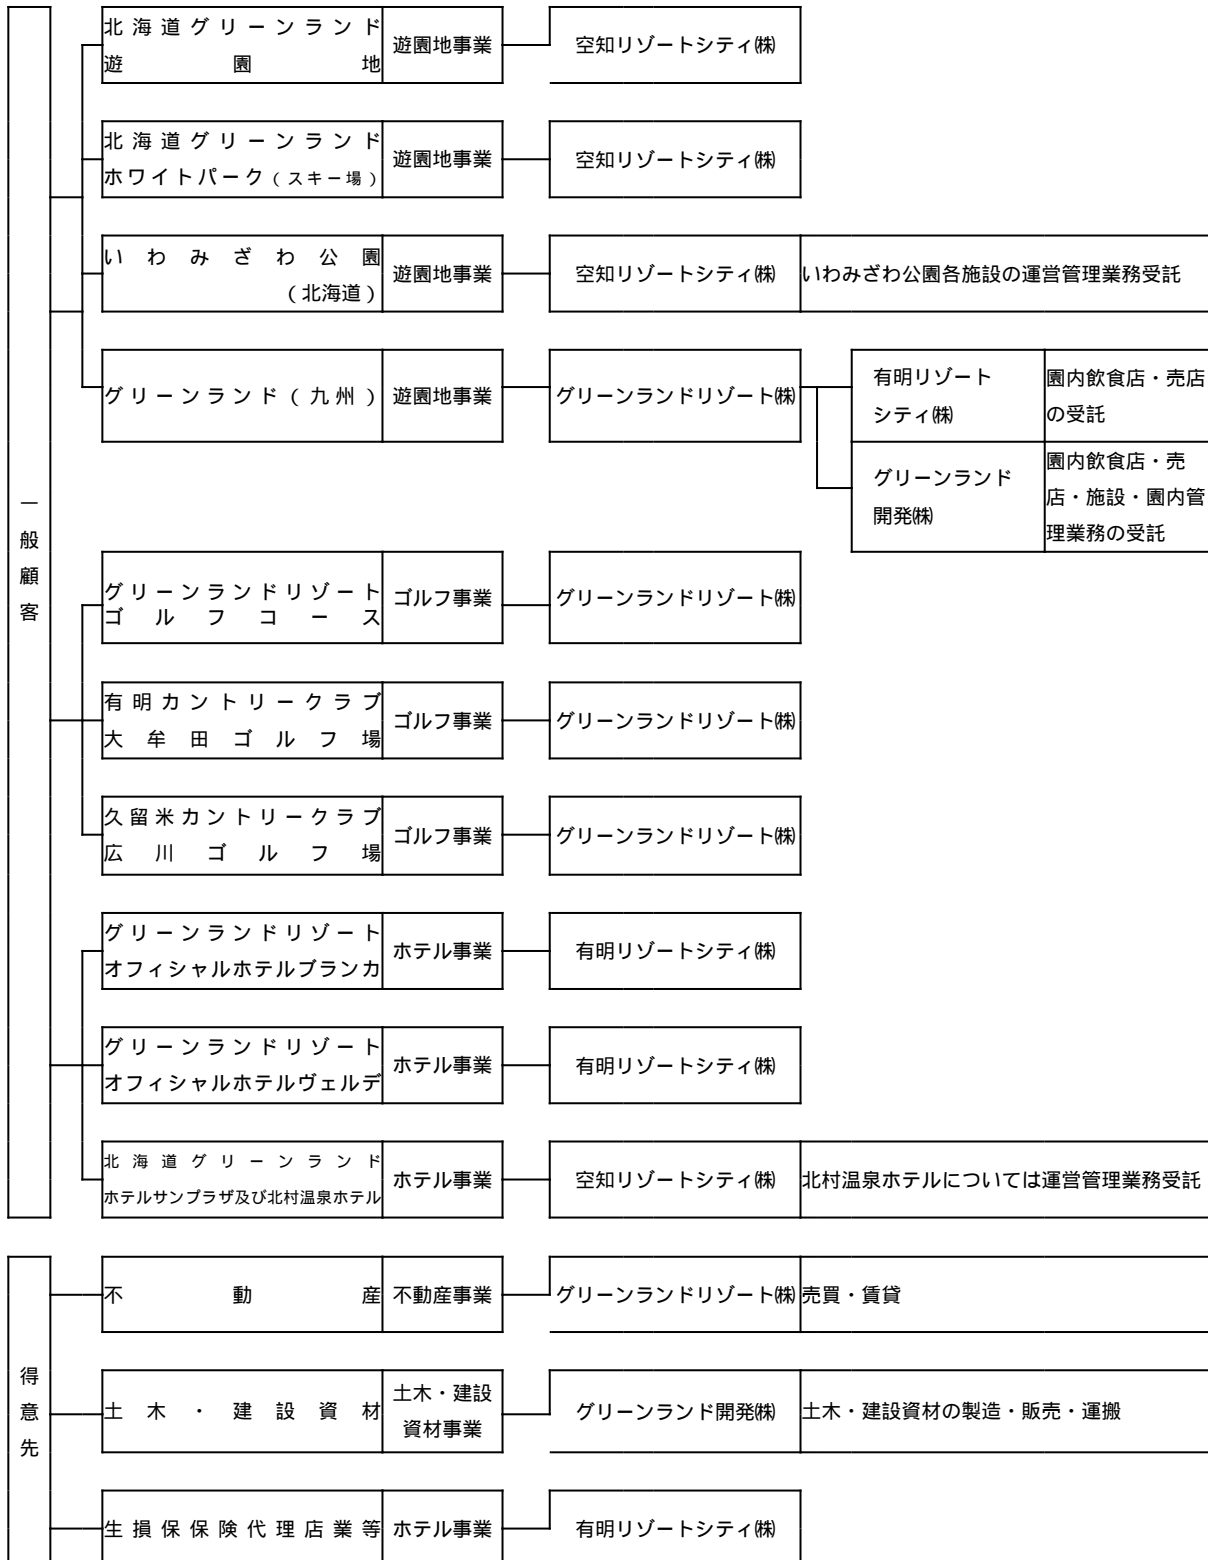 一般顧客
北海道グリーンランド
遊園地
遊園地事業
空知リゾートシティ㈱
北海道グリーンランド
ホワイトパーク(スキー場)
遊園地事業
空知リゾートシティ㈱
いわみざわ公園
(北海道)
遊園地事業
空知リゾートシティ㈱
いわみざわ公園各施設の運営管理業務受託
グリーンランド(九州)
遊園地事業
グリーンランドリゾート㈱
有明リゾート
シティ㈱
園内飲食店・売店
の受託
グリーンランド
開発㈱
園内飲食店・売
店・施設・園内管
理業務の受託
グリーンランドリゾート
ゴルフコース
ゴルフ事業
グリーンランドリゾート㈱
有明カントリークラブ
大牟田ゴルフ場
ゴルフ事業
グリーンランドリゾート㈱
久留米カントリークラブ
広川ゴルフ場
ゴルフ事業
グリーンランドリゾート㈱
グリーンランドリゾート
オフィシャルホテルブランカ
ホテル事業
有明リゾートシティ㈱
グリーンランドリゾート
オフィシャルホテルヴェルデ
ホテル事業
有明リゾートシティ㈱
北海道グリーンランド
ホテルサンプラザ及び北村温泉ホテル
ホテル事業
空知リゾートシティ㈱
北村温泉ホテルについては運営管理業務受託
得意先
不動産
不動産事業
グリーンランドリゾート㈱
売買・賃貸
土木・建設資材
土木・建設
資材事業
グリーンランド開発㈱
土木・建設資材の製造・販売・運搬
生損保保険代理店業等
ホテル事業
有明リゾートシティ㈱